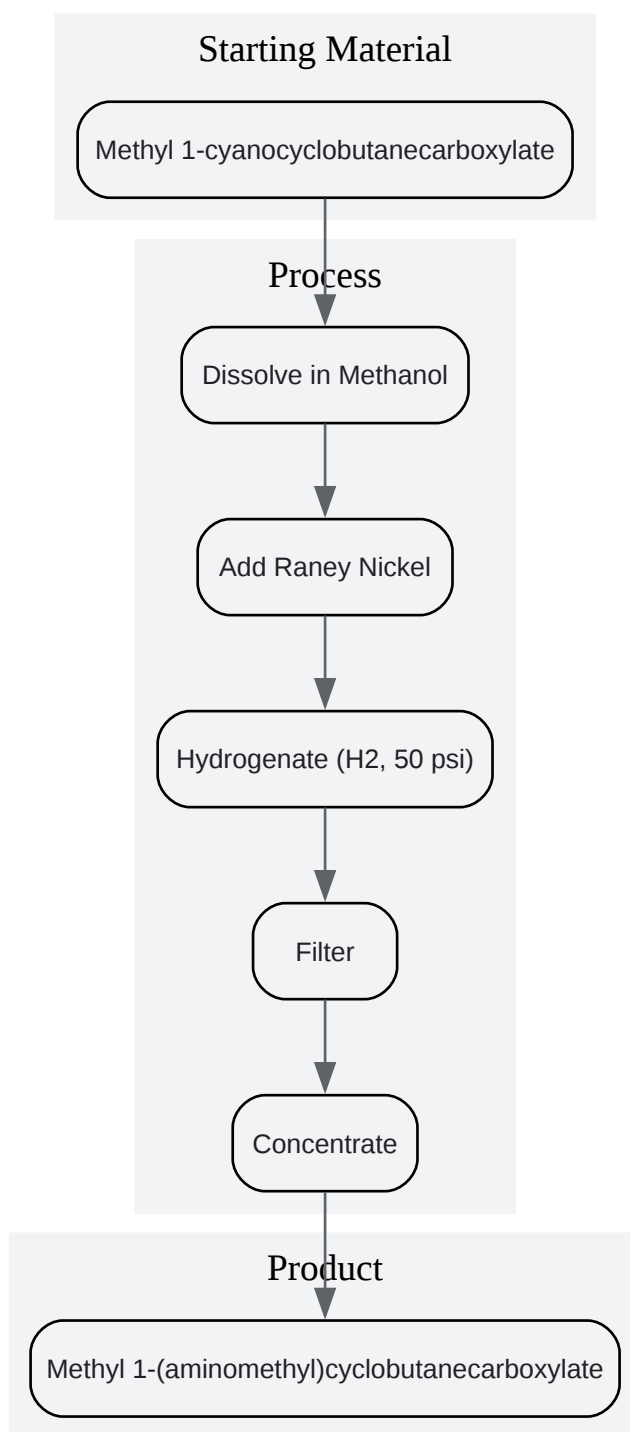 Starting Material
Methyl 1-cyanocyclobutanecarboxylate
Process
Dissolve in Methanol
Add Raney Nickel
Hydrogenate (H2, 50 psi)
Filter
Concentrate
Product
Methyl 1-(aminomethyl)cyclobutanecarboxylate